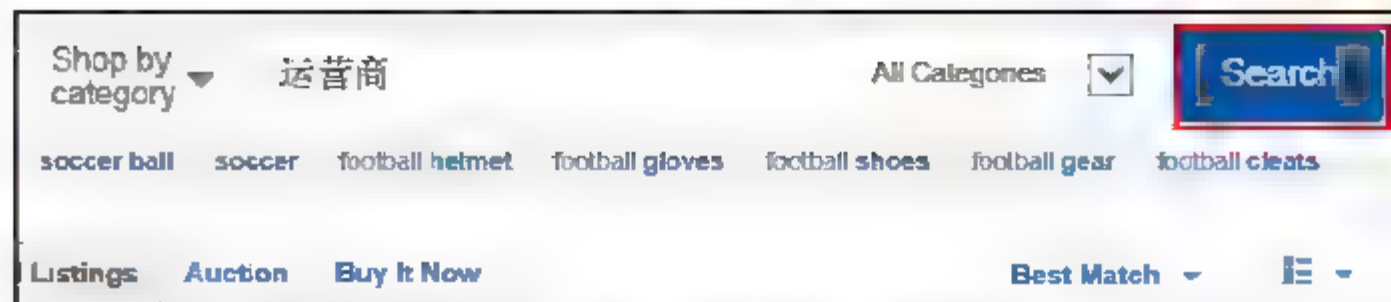 Shop by category 运营商 All Categories Search
soccer ball soccer football helmet football gloves football shoes football gear football cleats
Listings Auction Buy It Now Best Match